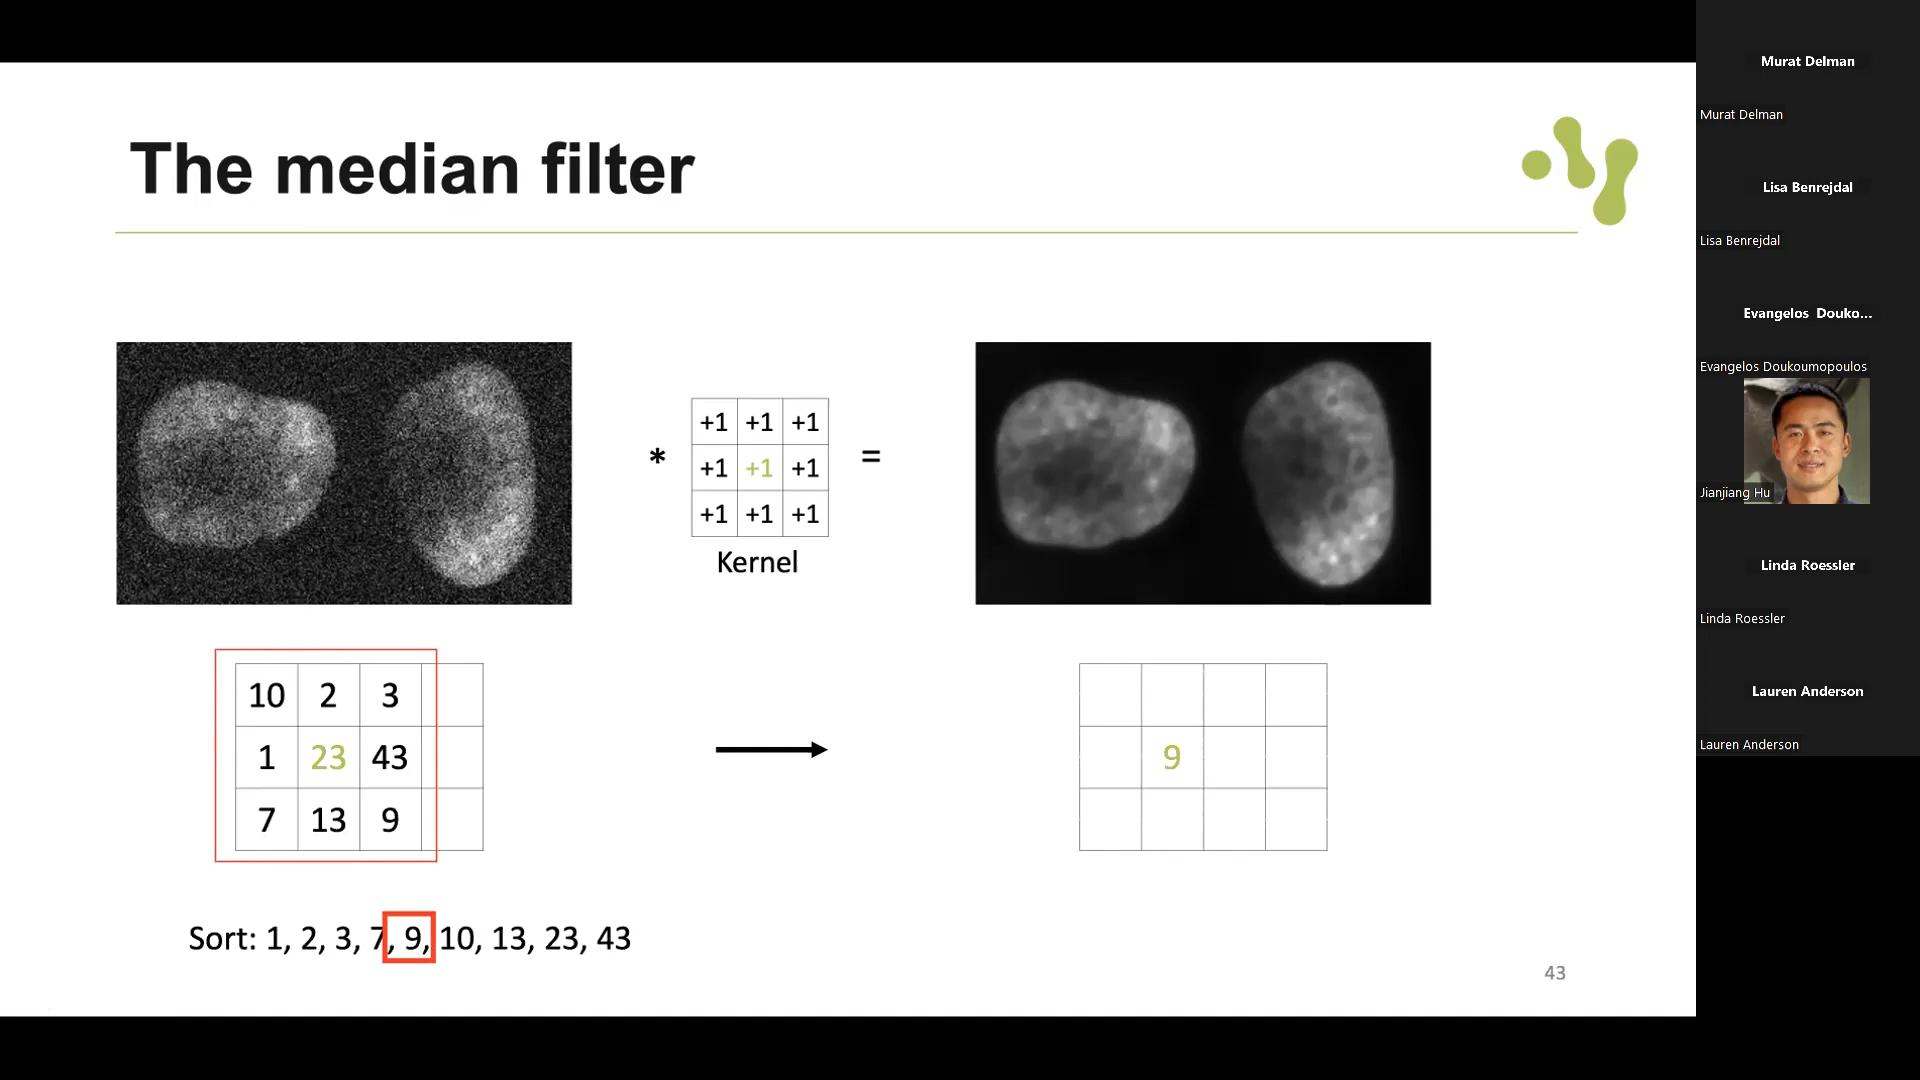 The median filter
*
+1 +1 +1
+1 +1 +1
+1 +1 +1
=
Kernel
10 2 3
1 23 43
7 13 9
9
Sort: 1, 2, 3, 7, 9, 10, 13, 23, 43
43
Murat Delman
Murat Delman
Lisa Benrejdal
Lisa Benrejdal
Evangelos Douko...
Evangelos Doukoumopoulos
Jianjiang Hu
Linda Roessler
Linda Roessler
Lauren Anderson
Lauren Anderson